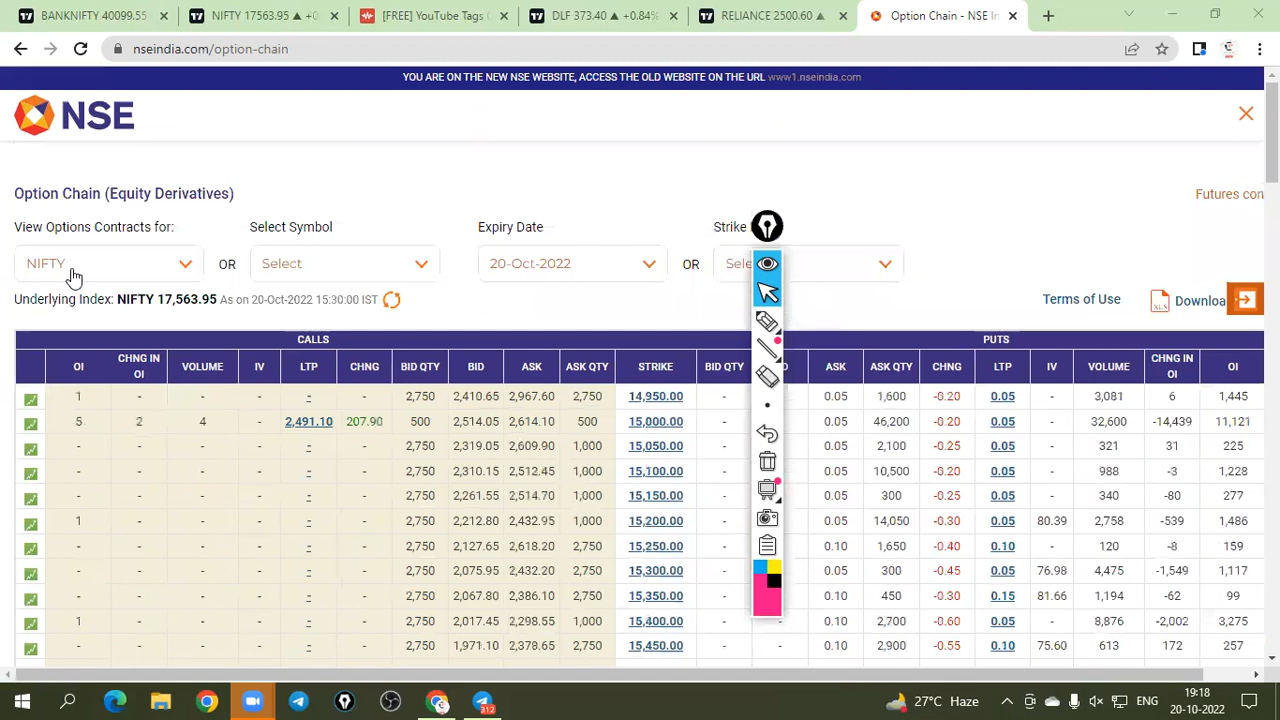 BANKNIFTY 40099.55
NIFTY 17563.95 ▲ +0
[FREE] YouTube Tags
DLF 373.40 ▲ +0.84%
RELIANCE 2500.60 ▲
Option Chain - NSE In
nseindia.com/option-chain
YOU ARE ON THE NEW NSE WEBSITE, ACCESS THE OLD WEBSITE ON THE URL www1.nseindia.com
NSE
Option Chain (Equity Derivatives)
Futures con
View Options Contracts for: Select Symbol Expiry Date Strike
NIFTY OR Select 20-Oct-2022 OR Sele
Underlying Index: NIFTY 17,563.95 As on 20-Oct-2022 15:30:00 IST Terms of Use XLS Downloa
CALLS PUTS
OI CHNG IN OI VOLUME IV LTP CHNG BID QTY BID ASK ASK QTY STRIKE BID QTY ASK ASK QTY CHNG LTP IV VOLUME CHNG IN OI OI
1 - - - - - 2,750 2,410.65 2,967.60 2,750 14,950.00 - 0.05 1,600 -0.20 0.05 - 3,081 6 1,445
5 2 4 - 2,491.10 207.90 500 2,514.05 2,614.10 500 15,000.00 - 0.05 46,200 -0.20 0.05 - 32,600 -14,439 11,121
- - - - - - 2,750 2,319.05 2,609.90 1,000 15,050.00 - 0.05 2,100 -0.25 0.05 - 321 31 225
- - - - - - 2,750 2,310.15 2,512.45 1,000 15,100.00 - 0.05 10,500 -0.20 0.05 - 988 -3 1,228
- - - - - - 2,750 2,261.55 2,514.70 1,000 15,150.00 - 0.05 300 -0.25 0.05 - 340 -80 277
1 - - - - - 2,750 2,212.80 2,432.95 1,000 15,200.00 - 0.05 14,050 -0.30 0.05 80.39 2,758 -539 1,486
- - - - - - 2,750 2,127.65 2,618.20 2,750 15,250.00 - 0.10 1,650 -0.40 0.10 - 120 -8 159
- - - - - - 2,750 2,075.95 2,432.20 2,750 15,300.00 - 0.05 300 -0.45 0.05 76.98 4,475 -1,549 1,117
- - - - - - 2,750 2,067.80 2,386.10 2,750 15,350.00 - 0.10 450 -0.30 0.15 81.66 1,194 -62 99
1 - - - - - 2,750 2,017.45 2,298.55 1,000 15,400.00 - 0.10 2,700 -0.60 0.05 - 8,876 -2,002 3,275
- - - - - - 2,750 1,971.10 2,378.65 2,750 15,450.00 - - 0.10 2,900 -0.55 0.10 75.60 613 172 257
312
27°C Haze
ENG
19:18
20-10-2022